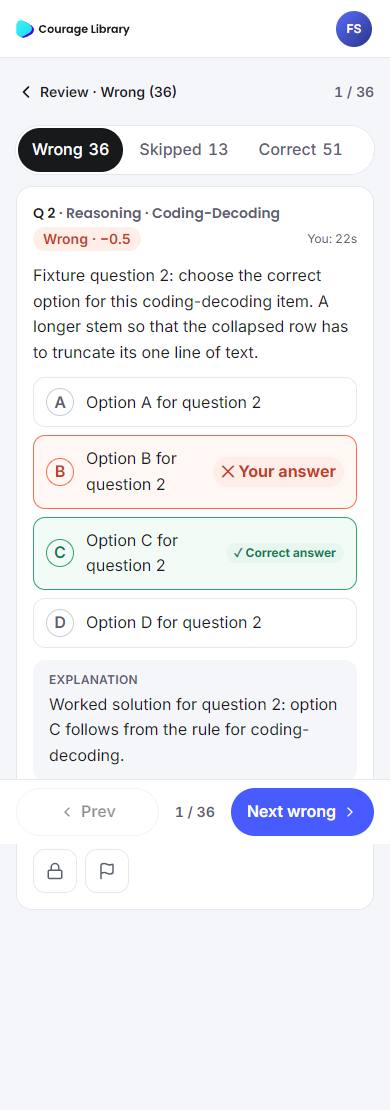 Courage Library
FS
Review · Wrong (36)
1 / 36
Wrong 36
Skipped 13
Correct 51
Q 2 · Reasoning · Coding-Decoding
Wrong · −0.5
You: 22s
Fixture question 2: choose the correct
option for this coding-decoding item. A
longer stem so that the collapsed row has
to truncate its one line of text.
A
Option A for question 2
B
Option B for
question 2
✕ Your answer
C
Option C for
question 2
✓ Correct answer
D
Option D for question 2
EXPLANATION
Worked solution for question 2: option
C follows from the rule for coding-
decoding.
‹ Prev
1 / 36
Next wrong ›